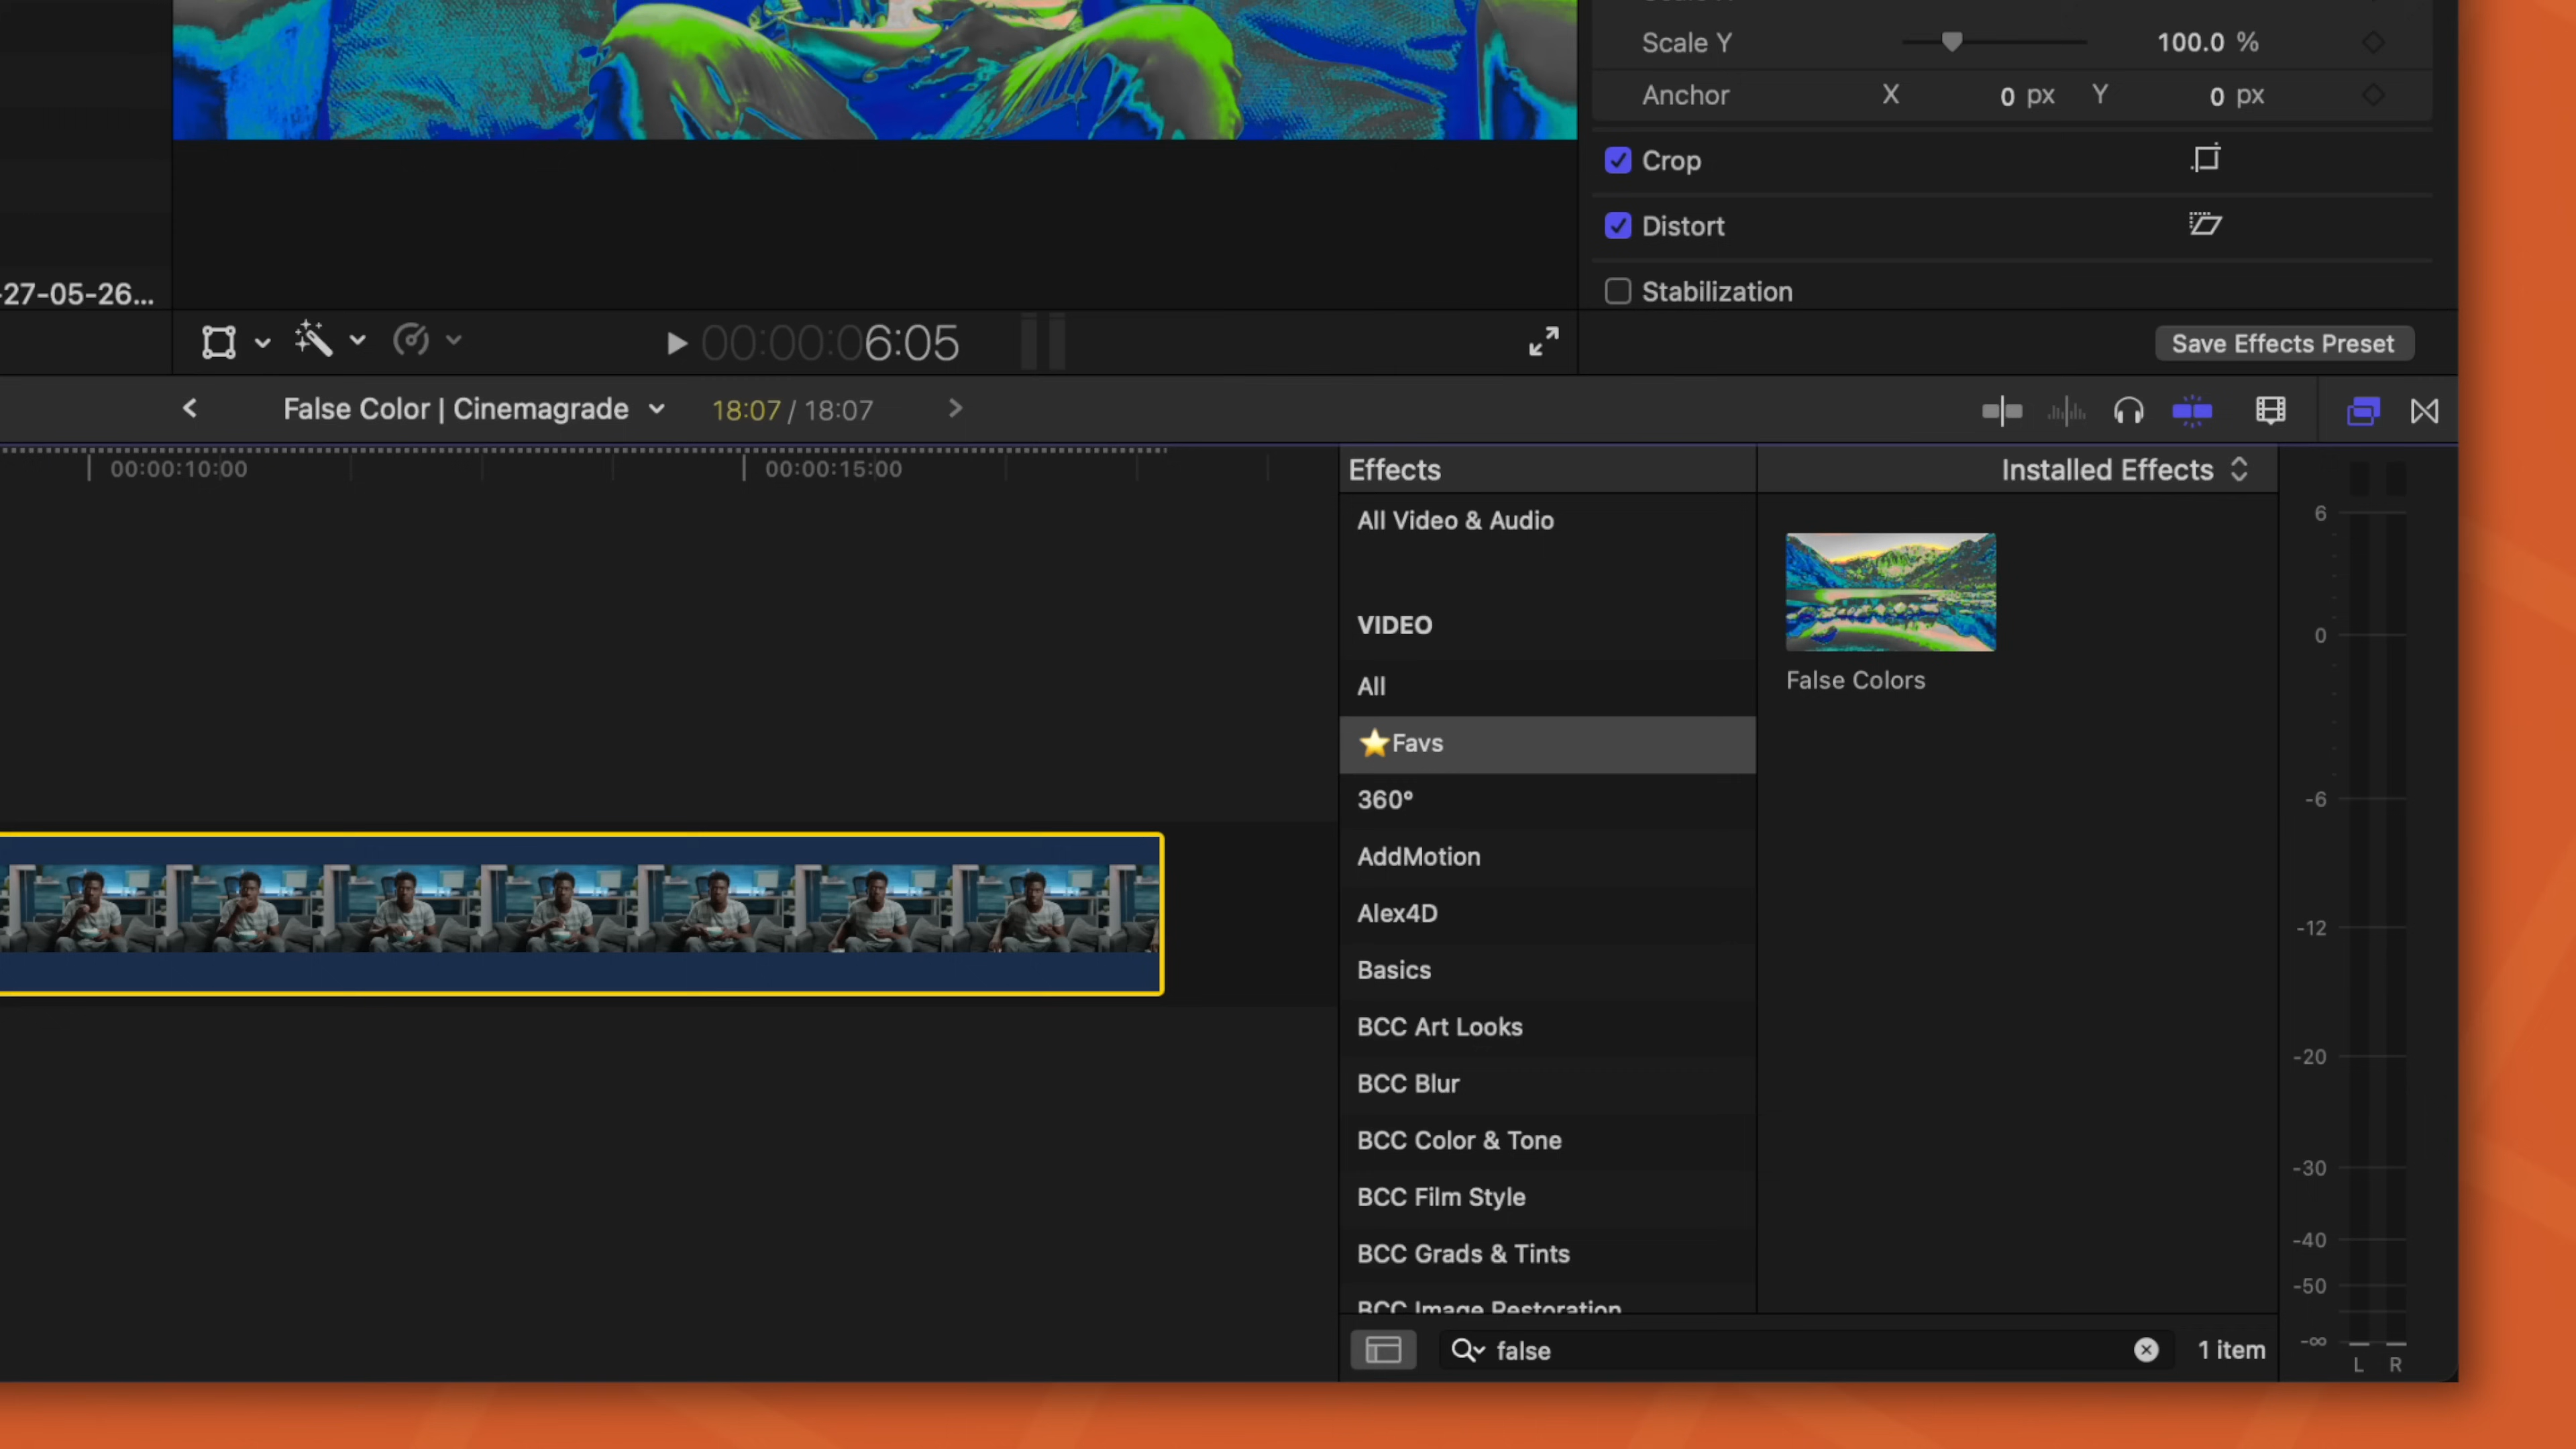 Scale Y 100.0 %
Anchor X 0 px Y 0 px
Crop
Distort
-27-05-26...
Stabilization
00:00:06:05
Save Effects Preset
False Color | Cinemagrade 18:07 / 18:07
00:00:10:00 00:00:15:00
Effects
Installed Effects
All Video & Audio
VIDEO
All
⭐Favs
360°
AddMotion
Alex4D
Basics
BCC Art Looks
BCC Blur
BCC Color & Tone
BCC Film Style
BCC Grads & Tints
BCC Image Restoration
False Colors
false
1 item
6
0
-6
-12
-20
-30
-40
-50
-∞
L R